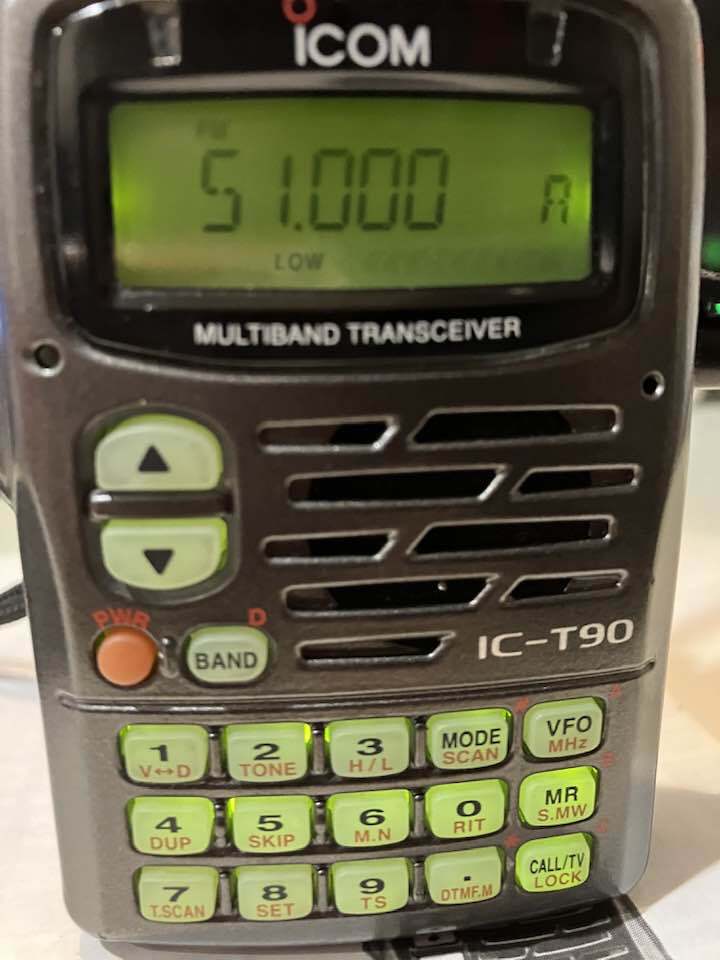 ICOM
FM
51.000 A
LOW
MULTIBAND TRANSCEIVER
PWR
D
BAND
IC-T90
1
V↔D
2
TONE
3
H/L
MODE
SCAN
VFO
MHz
4
DUP
5
SKIP
6
M.N
0
RIT
MR
S.MW
7
T.SCAN
8
SET
9
TS
.
DTMF.M
CALL/TV
LOCK